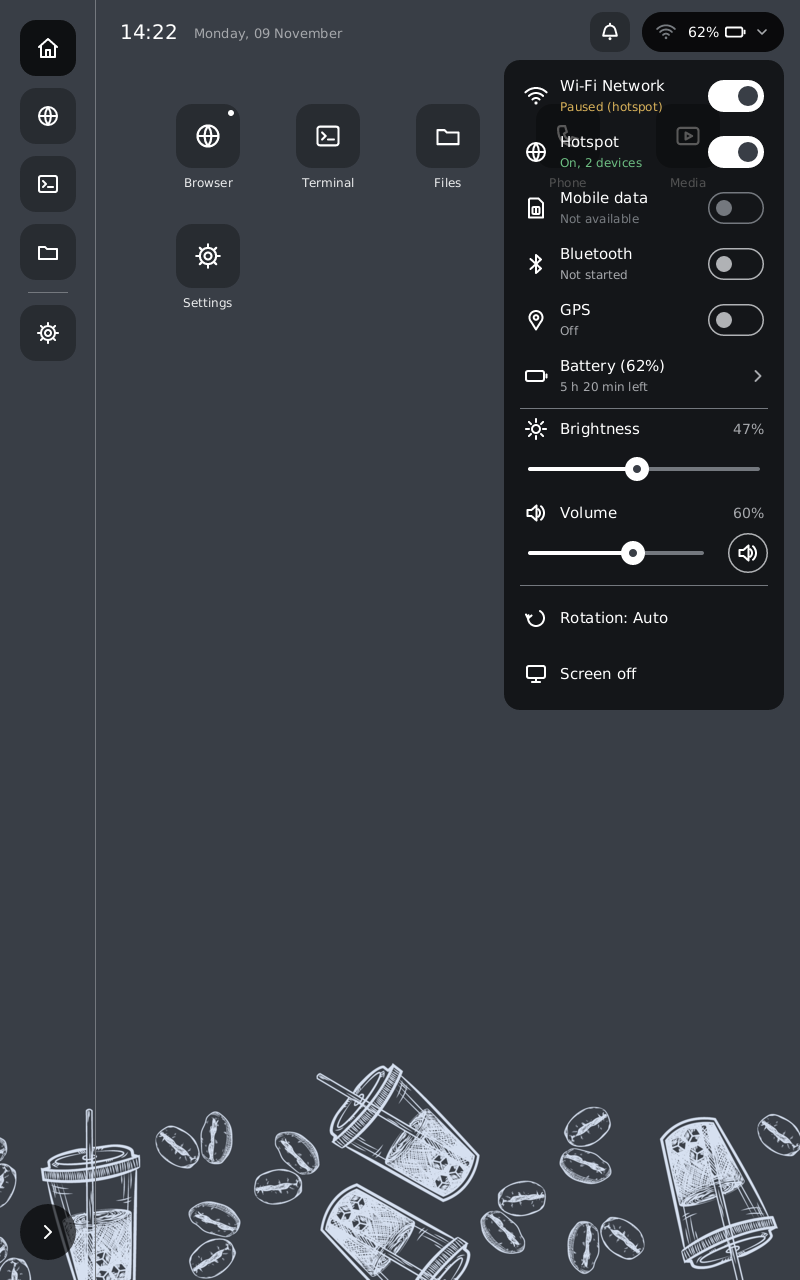 14:22 Monday, 09 November
62%
Wi-Fi Network
Paused (hotspot)
Hotspot
On, 2 devices
Mobile data
Not available
Bluetooth
Not started
GPS
Off
Battery (62%)
5 h 20 min left
Brightness 47%
Volume 60%
Rotation: Auto
Screen off
Browser Terminal Files Phone Media
Settings